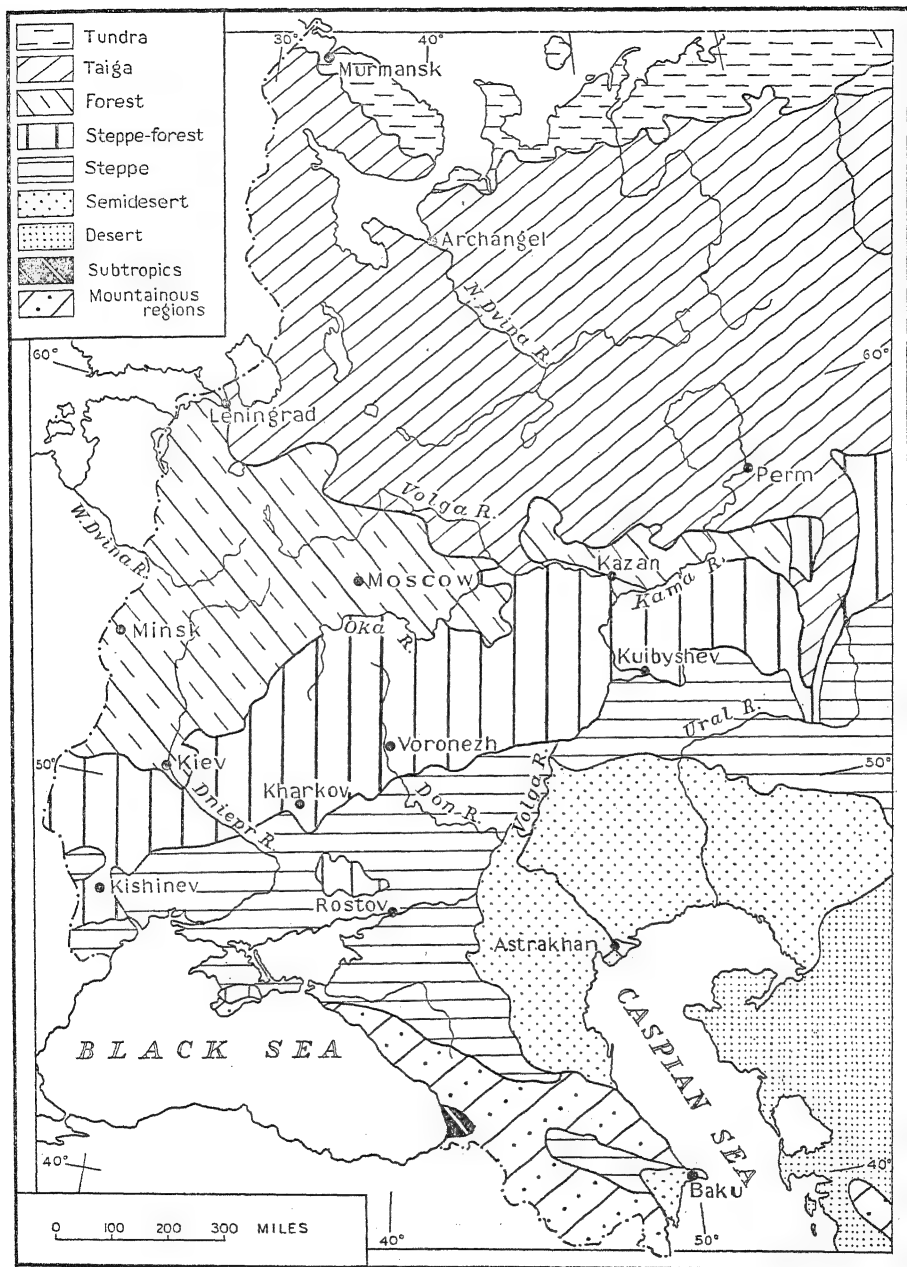 Tundra
Taiga
Forest
Steppe-forest
Steppe
Semidesert
Desert
Subtropics
Mountainous
regions
30°
40°
Murmansk
Archangel
N. Dvina R.
60°
60°
Leningrad
Perm
Volga R.
W. Dvina R.
Kazan
Moscow
Kama R.
Minsk
Oka R.
Kuibyshev
Ural R.
Voronezh
Kiev
50°
50°
Kharkov
Don R.
Volga R.
Dniepr R.
Kishinev
Rostov
Astrakhan
BLACK SEA
CASPIAN SEA
40°
40°
Baku
0 100 200 300 MILES
40°
50°